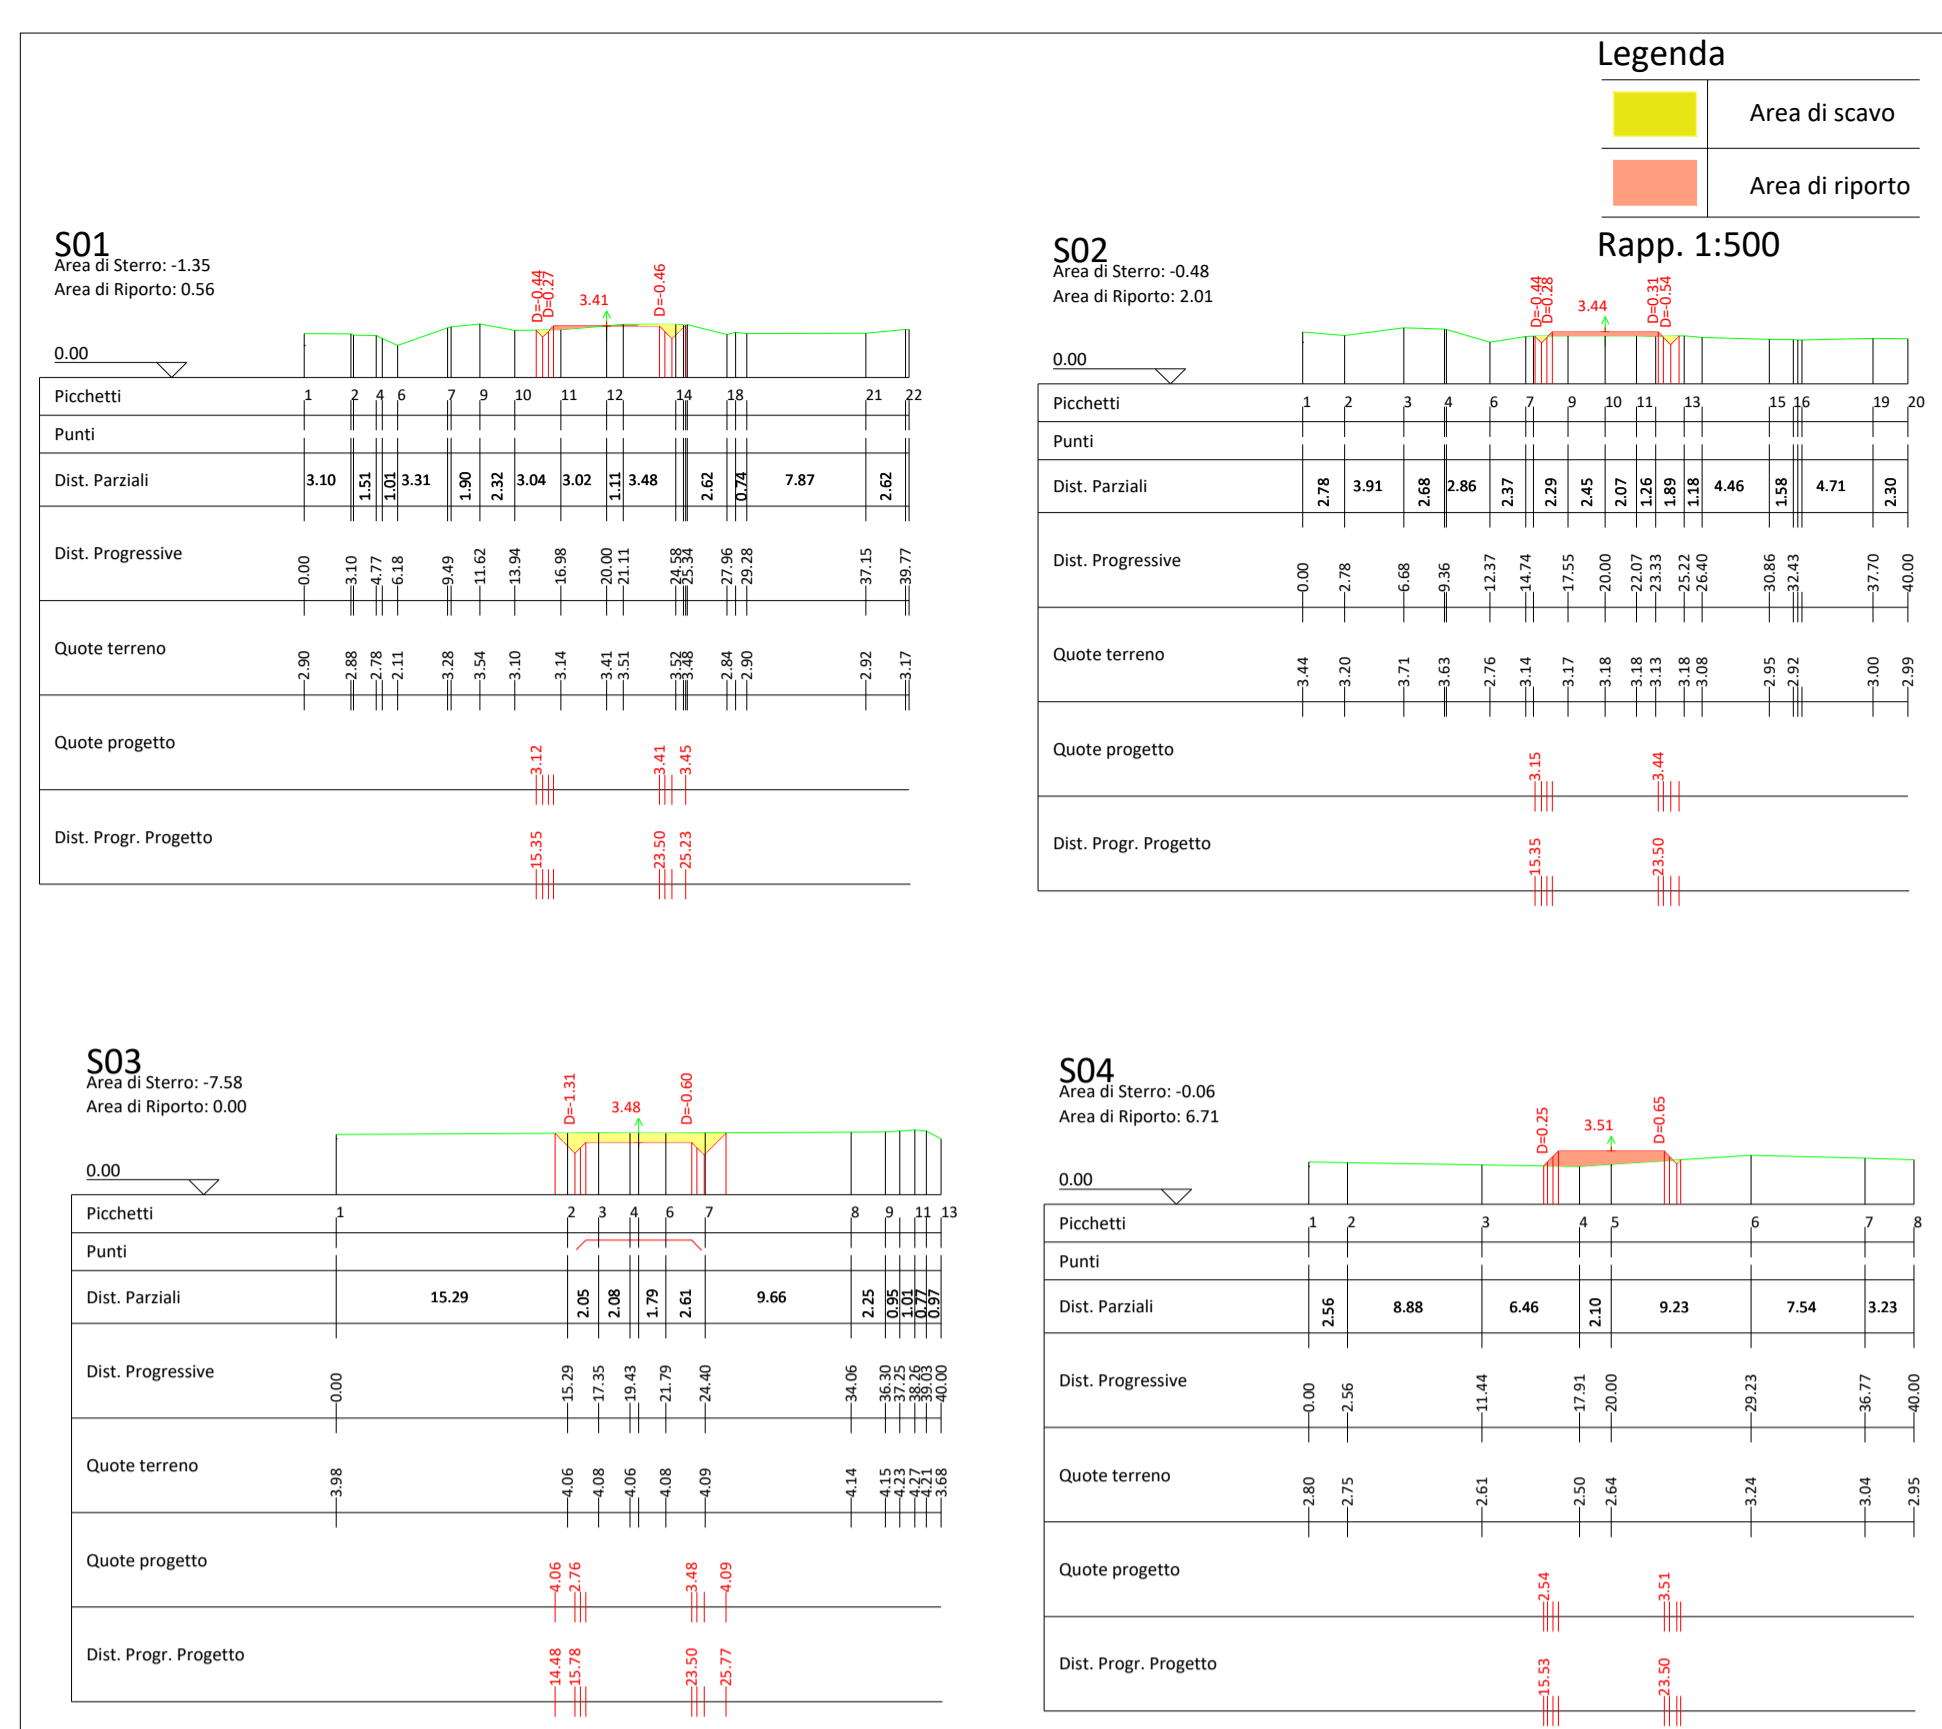 Legenda
Area di scavo
Area di riporto
Rapp. 1:500
S01
Area di Sterro: -1.35
Area di Riporto: 0.56
D=-0.44
D=0.27
3.41
D=-0.46
0.00
Picchetti 1 2 4 6 7 9 10 11 12 14 18 21 22
Punti
Dist. Parziali 3.10 1.51 1.01 3.31 1.90 2.32 3.04 3.02 1.11 3.48 2.62 0.74 7.87 2.62
Dist. Progressive 0.00 3.10 4.77 6.18 9.49 11.62 13.94 16.98 20.00 21.11 24.58 25.34 27.96 29.28 37.15 39.77
Quote terreno 2.90 2.88 2.78 2.11 3.28 3.54 3.10 3.14 3.41 3.51 3.52 3.48 2.84 2.90 2.92 3.17
Quote progetto 3.12 3.41 3.45
Dist. Progr. Progetto 15.35 23.50 25.23
S02
Area di Sterro: -0.48
Area di Riporto: 2.01
D=-0.44
D=0.28
3.44
D=0.31
D=-0.54
0.00
Picchetti 1 2 3 4 6 7 9 10 11 13 15 16 19 20
Punti
Dist. Parziali 2.78 3.91 2.68 2.86 2.37 2.29 2.45 2.07 1.26 1.89 1.18 4.46 1.58 4.71 2.30
Dist. Progressive 0.00 2.78 6.68 9.36 12.37 14.74 17.55 20.00 22.07 23.33 25.22 26.40 30.86 32.43 37.70 40.00
Quote terreno 3.44 3.20 3.71 3.63 2.76 3.14 3.17 3.18 3.18 3.13 3.18 3.08 2.95 2.92 3.00 2.99
Quote progetto 3.15 3.44
Dist. Progr. Progetto 15.35 23.50
S03
Area di Sterro: -7.58
Area di Riporto: 0.00
D=-1.31
3.48
D=-0.60
0.00
Picchetti 1 2 3 4 6 7 8 9 11 13
Punti
Dist. Parziali 15.29 2.05 2.08 1.79 2.61 9.66 2.25 0.95 1.01 0.77 0.97
Dist. Progressive 0.00 15.29 17.35 19.43 21.79 24.40 34.06 36.30 37.25 38.26 39.03 40.00
Quote terreno 3.98 4.06 4.08 4.06 4.08 4.09 4.14 4.15 4.23 4.27 4.21 3.68
Quote progetto 4.06 2.76 3.48 4.09
Dist. Progr. Progetto 14.48 15.78 23.50 25.77
S04
Area di Sterro: -0.06
Area di Riporto: 6.71
D=0.25
3.51
D=0.65
0.00
Picchetti 1 2 3 4 5 6 7 8
Punti
Dist. Parziali 2.56 8.88 6.46 2.10 9.23 7.54 3.23
Dist. Progressive 0.00 2.56 11.44 17.91 20.00 29.23 36.77 40.00
Quote terreno 2.80 2.75 2.61 2.50 2.64 3.24 3.04 2.95
Quote progetto 2.54 3.51
Dist. Progr. Progetto 15.53 23.50